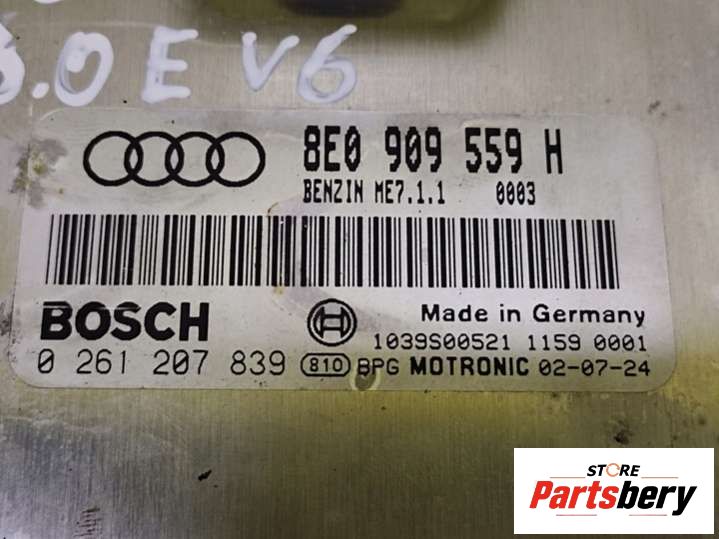 3.0 E V6
8E0 909 559 H
BENZIN ME7.1.1 0003
BOSCH
Made in Germany
1039S00521 1159 0001
0 261 207 839 810 BPG MOTRONIC 02-07-24
STORE
Partsbery